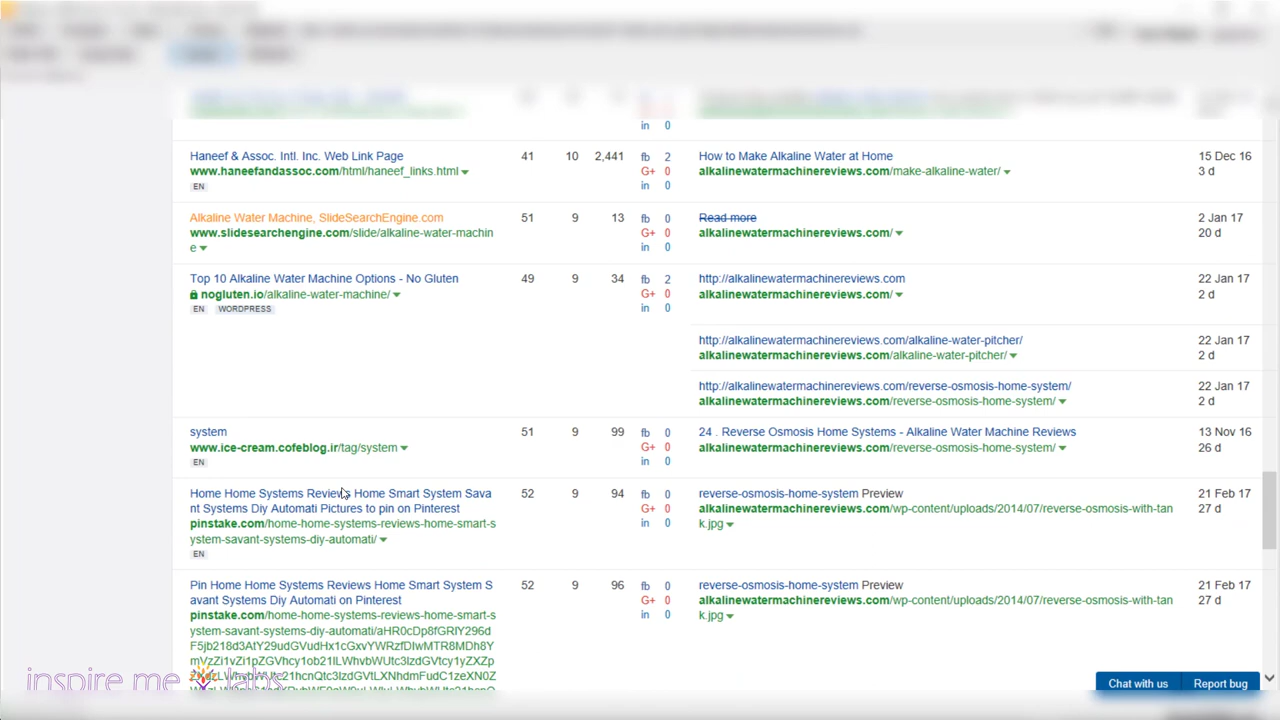 in 0
Haneef & Assoc. Intl. Inc. Web Link Page 41 10 2,441 fb 2 How to Make Alkaline Water at Home 15 Dec 16
www.haneefandassoc.com/html/haneef_links.html G+ 0 alkalinewatermachinereviews.com/make-alkaline-water/ 3 d
EN in 0
Alkaline Water Machine, SlideSearchEngine.com 51 9 13 fb 0 Read more 2 Jan 17
www.slidesearchengine.com/slide/alkaline-water-machin G+ 0 alkalinewatermachinereviews.com/ 20 d
e in 0
Top 10 Alkaline Water Machine Options - No Gluten 49 9 34 fb 2 http://alkalinewatermachinereviews.com 22 Jan 17
nogluten.io/alkaline-water-machine/ G+ 0 alkalinewatermachinereviews.com/ 2 d
EN WORDPRESS in 0
http://alkalinewatermachinereviews.com/alkaline-water-pitcher/ 22 Jan 17
alkalinewatermachinereviews.com/alkaline-water-pitcher/ 2 d
http://alkalinewatermachinereviews.com/reverse-osmosis-home-system/ 22 Jan 17
alkalinewatermachinereviews.com/reverse-osmosis-home-system/ 2 d
system 51 9 99 fb 0 24 . Reverse Osmosis Home Systems - Alkaline Water Machine Reviews 13 Nov 16
www.ice-cream.cofeblog.ir/tag/system G+ 0 alkalinewatermachinereviews.com/reverse-osmosis-home-system/ 26 d
EN in 0
Home Home Systems Reviews Home Smart System Sava 52 9 94 fb 0 reverse-osmosis-home-system Preview 21 Feb 17
nt Systems Diy Automati Pictures to pin on Pinterest G+ 0 alkalinewatermachinereviews.com/wp-content/uploads/2014/07/reverse-osmosis-with-tan 27 d
pinstake.com/home-home-systems-reviews-home-smart-s in 0 k.jpg
ystem-savant-systems-diy-automati/
EN
Pin Home Home Systems Reviews Home Smart System S 52 9 96 fb 0 reverse-osmosis-home-system Preview 21 Feb 17
avant Systems Diy Automati on Pinterest G+ 0 alkalinewatermachinereviews.com/wp-content/uploads/2014/07/reverse-osmosis-with-tan 27 d
pinstake.com/home-home-systems-reviews-home-smart-s in 0 k.jpg
ystem-savant-systems-diy-automati/aHR0cDp8fGRlY296d
inspire me labs
Chat with us Report bug